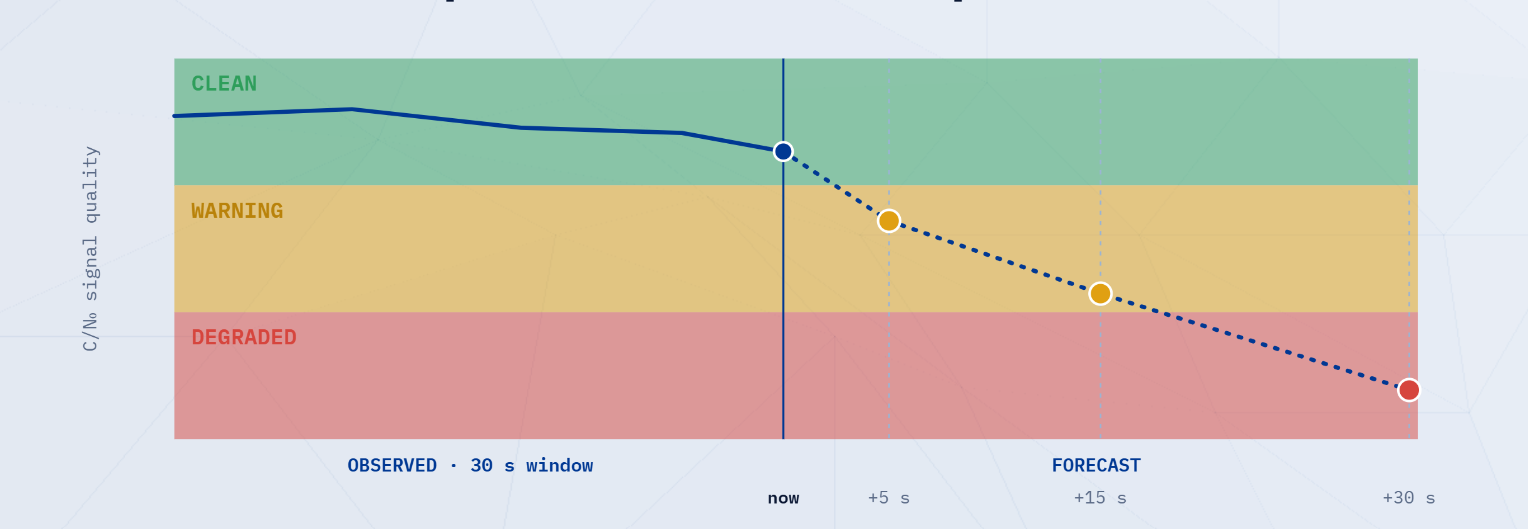 CLEAN
WARNING
DEGRADED
C/N₀ signal quality
OBSERVED · 30 s window
FORECAST
now
+5 s
+15 s
+30 s